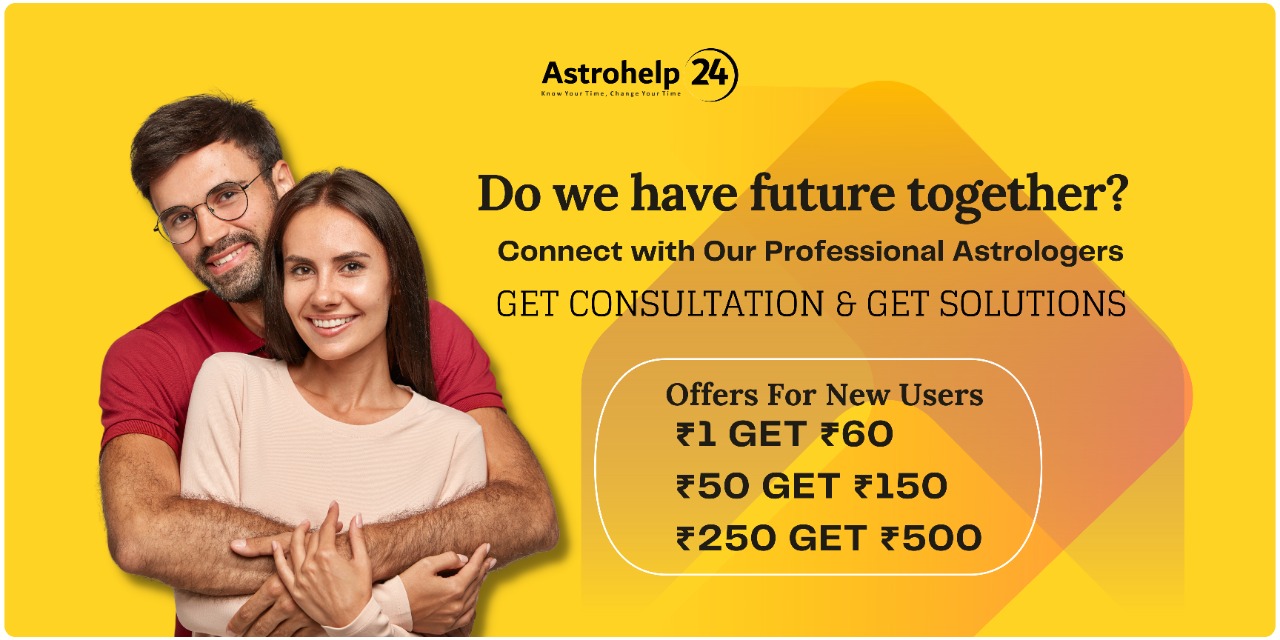 Astrohelp 24
Know Your Time, Change Your Time
Do we have future together?
Connect with Our Professional Astrologers
GET CONSULTATION & GET SOLUTIONS
Offers For New Users
₹1 GET ₹60
₹50 GET ₹150
₹250 GET ₹500